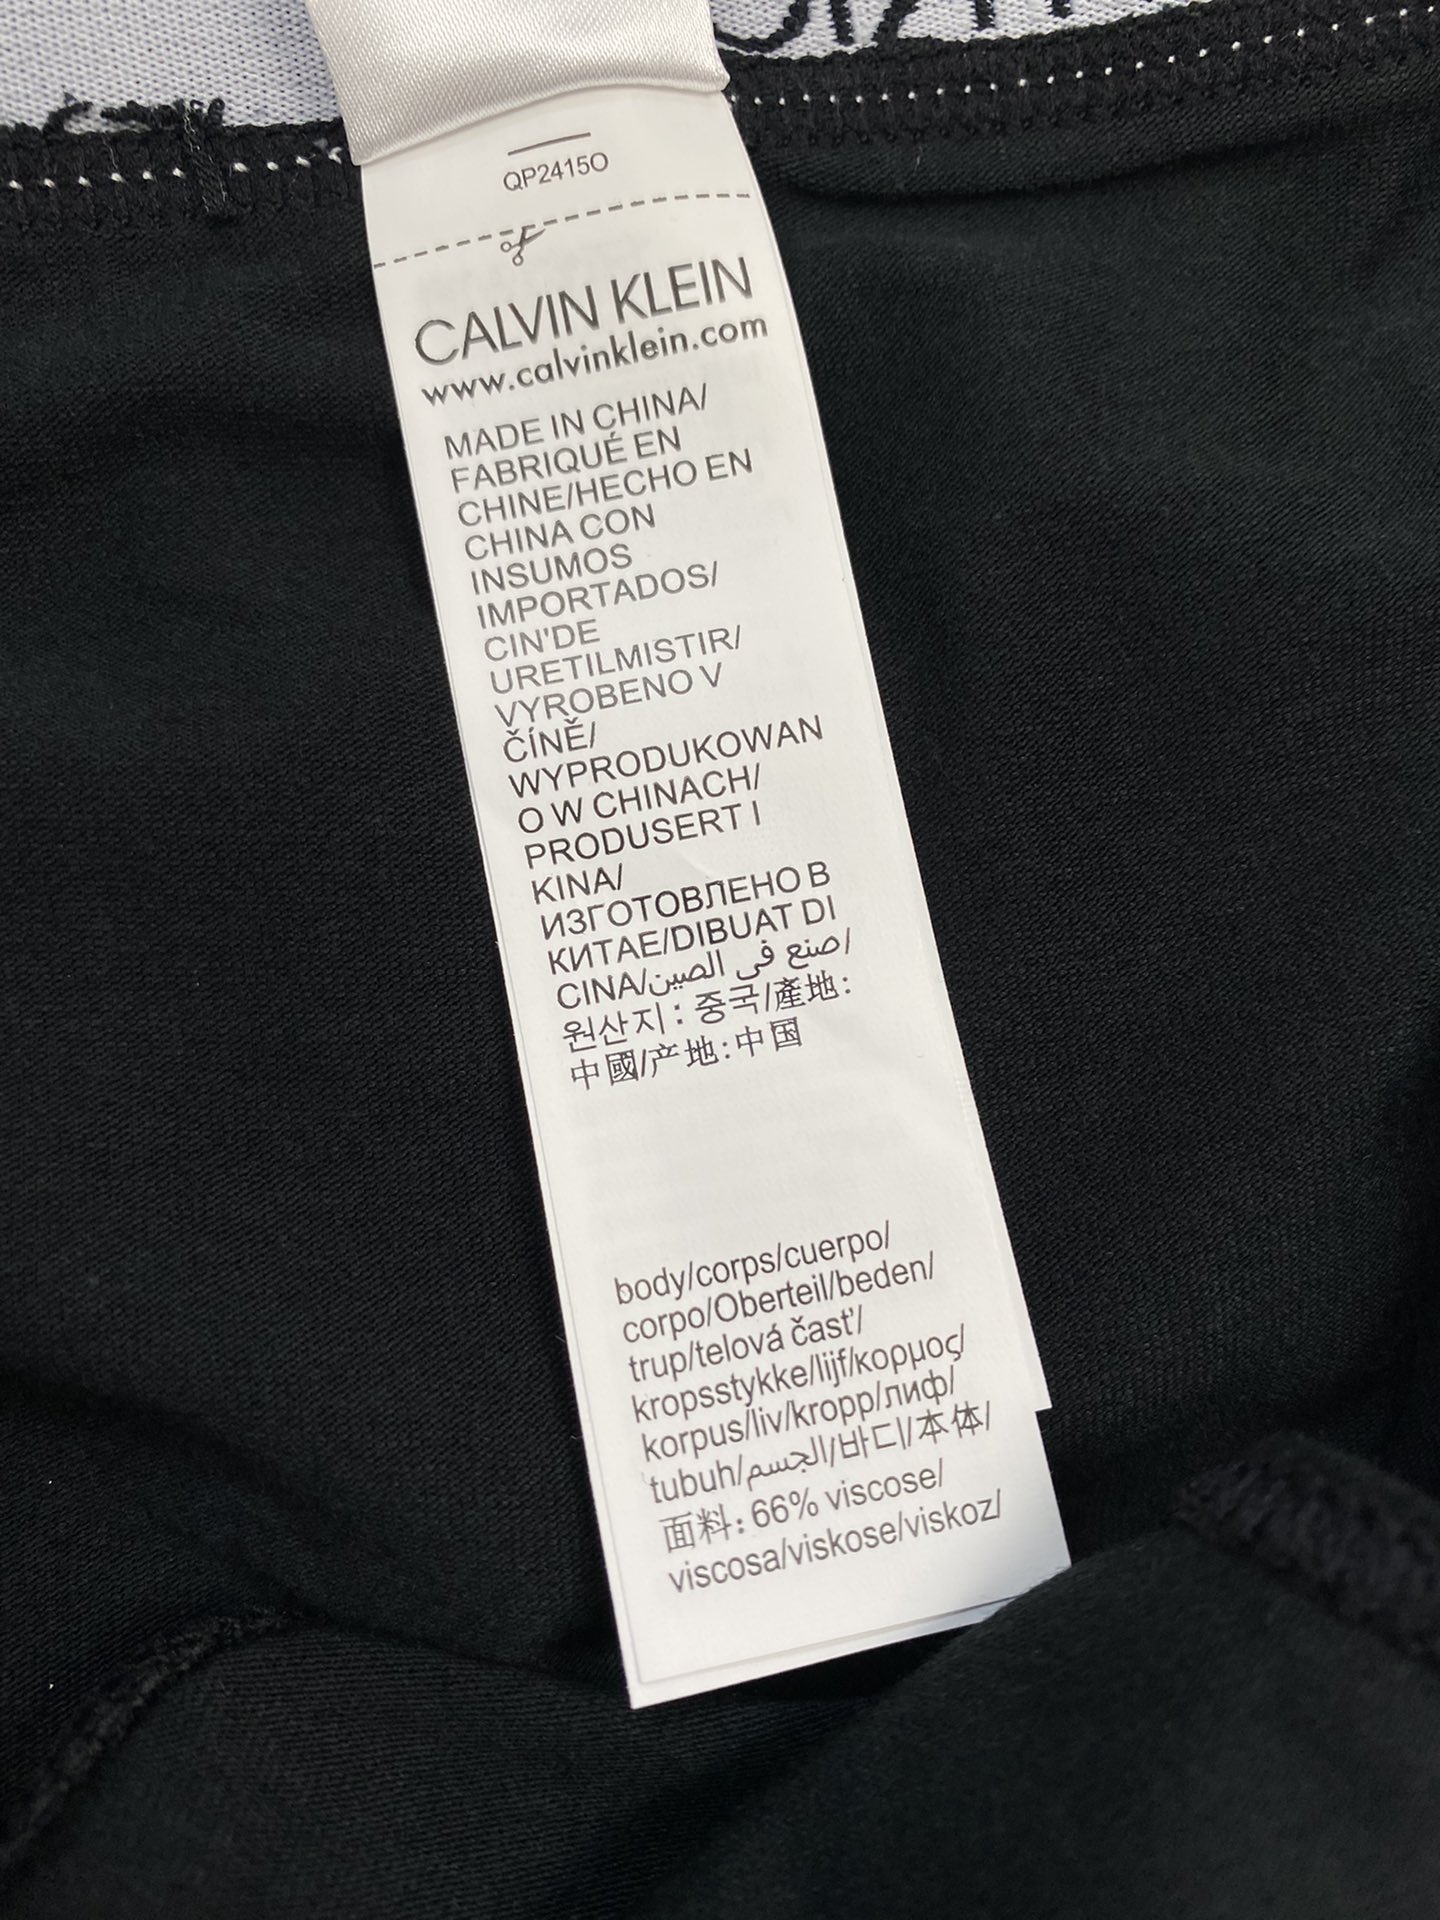 QP2415O
CALVIN KLEIN
www.calvinklein.com
MADE IN CHINA/
FABRIQUÉ EN
CHINE/HECHO EN
CHINA CON
INSUMOS
IMPORTADOS/
CIN'DE
URETILMISTIR/
VYROBENO V
ČÍNĚ/
WYPRODUKOWAN
O W CHINACH/
PRODUSERT I
KINA/
ИЗГОТОВЛЕНО В
КИТАЕ/DIBUAT DI
CINA/صنع في الصين/
원산지: 중국/產地:
中國/产地:中国
body/corps/cuerpo/
corpo/Oberteil/beden/
trup/telová časť/
kropsstykke/lijf/κορμος/
korpus/liv/kropp/лиф/
tubuh/الجسم/바디/本体/
面料: 66% viscose/
viscosa/viskose/viskoz/